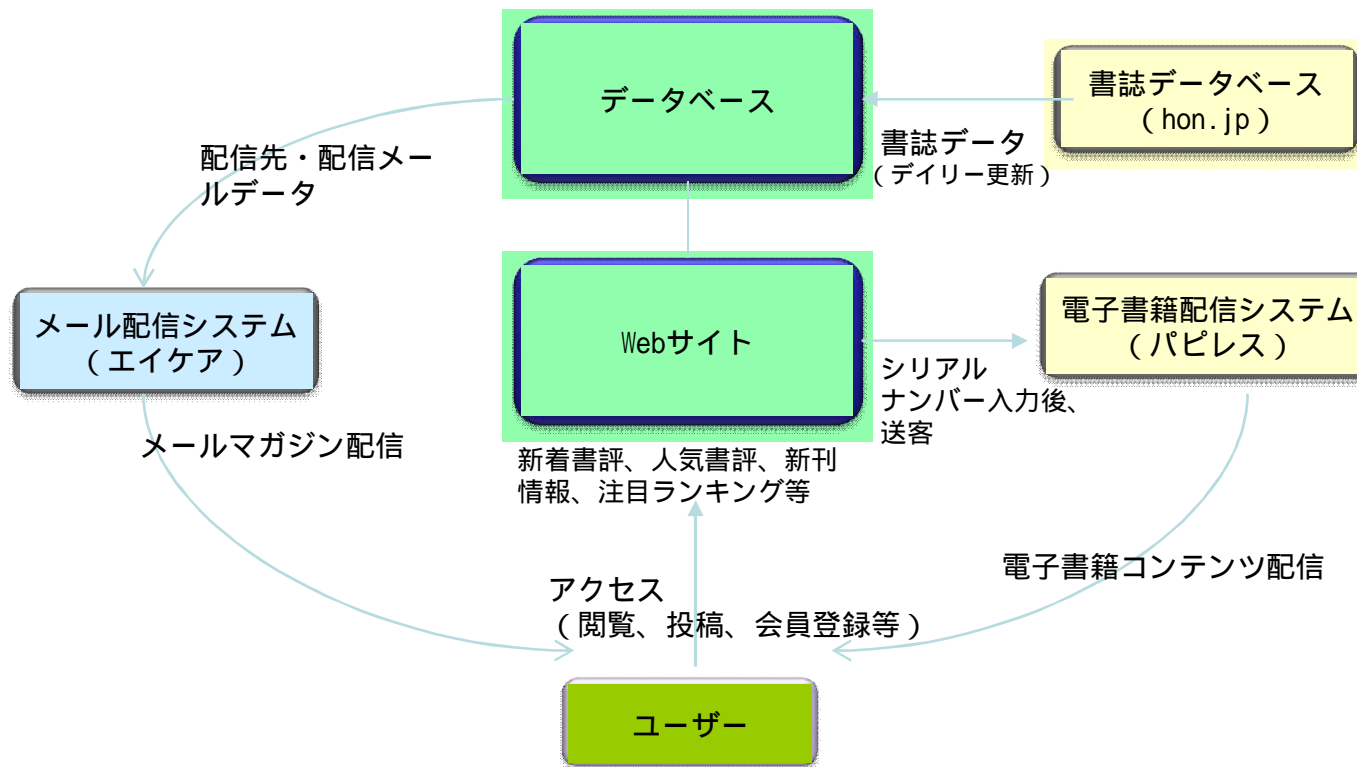 データベース
書誌データベース
（hon.jp）
書誌データ
（デイリー更新）
配信先・配信メー
ルデータ
メール配信システム
（エイケア）
Webサイト
電子書籍配信システム
（パピレス）
シリアル
ナンバー入力後、
送客
メールマガジン配信
新着書評、人気書評、新刊
情報、注目ランキング等
電子書籍コンテンツ配信
アクセス
（閲覧、投稿、会員登録等）
ユーザー